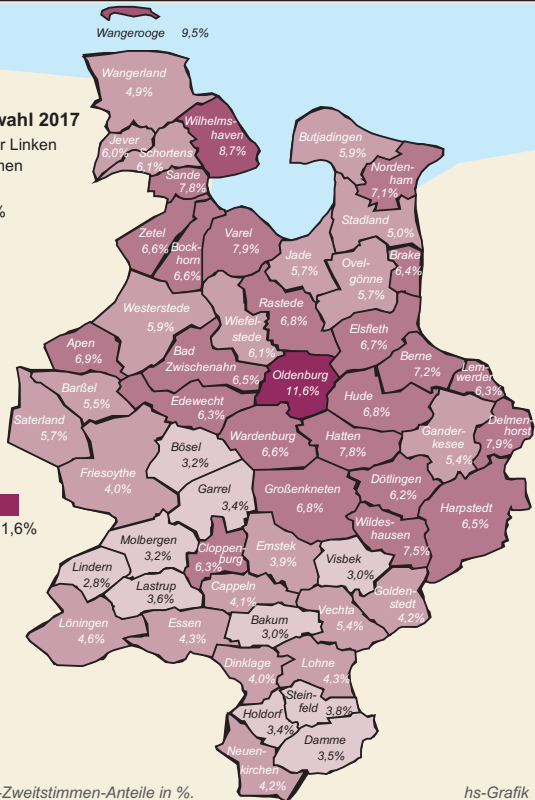 Wangerooge 9,5%
Wangerland
4,9%
wahl 2017
r Linken
men
%
Wilhelms-
haven
8,7%
Jever
6,0%
Schortens
6,1%
Sande
7,8%
Butjadingen
5,9%
Norden-
ham
7,1%
Stadland
5,0%
Zetel
6,6%
Bock-
horn
6,6%
Varel
7,9%
Jade
5,7%
Ovel-
gönne
5,7%
Brake
6,4%
Westerstede
5,9%
Wiefel-
stede
6,1%
Rastede
6,8%
Elsfleth
6,7%
Apen
6,9%
Bad
Zwischenahn
6,5%
Oldenburg
11,6%
Berne
7,2%
Lem-
werder
6,3%
Barßel
5,5%
Edewecht
6,3%
Hude
6,8%
Saterland
5,7%
Wardenburg
6,6%
Hatten
7,8%
Gander-
kesee
5,4%
Delmen-
horst
7,9%
Bösel
3,2%
Friesoythe
4,0%
Garrel
3,4%
Großenkneten
6,8%
Dötlingen
6,2%
Harpstedt
6,5%
1,6%
Wildes-
hausen
7,5%
Molbergen
3,2%
Cloppen-
burg
6,3%
Emstek
3,9%
Visbek
3,0%
Lindern
2,8%
Lastrup
3,6%
Cappeln
4,1%
Golden-
stedt
4,2%
Löningen
4,6%
Essen
4,3%
Bakum
3,0%
Vechta
5,4%
Dinklage
4,0%
Lohne
4,3%
Stein-
feld
3,8%
Holdorf
3,4%
Damme
3,5%
Neuen-
kirchen
4,2%
-Zweitstimmen-Anteile in %.
hs-Grafik